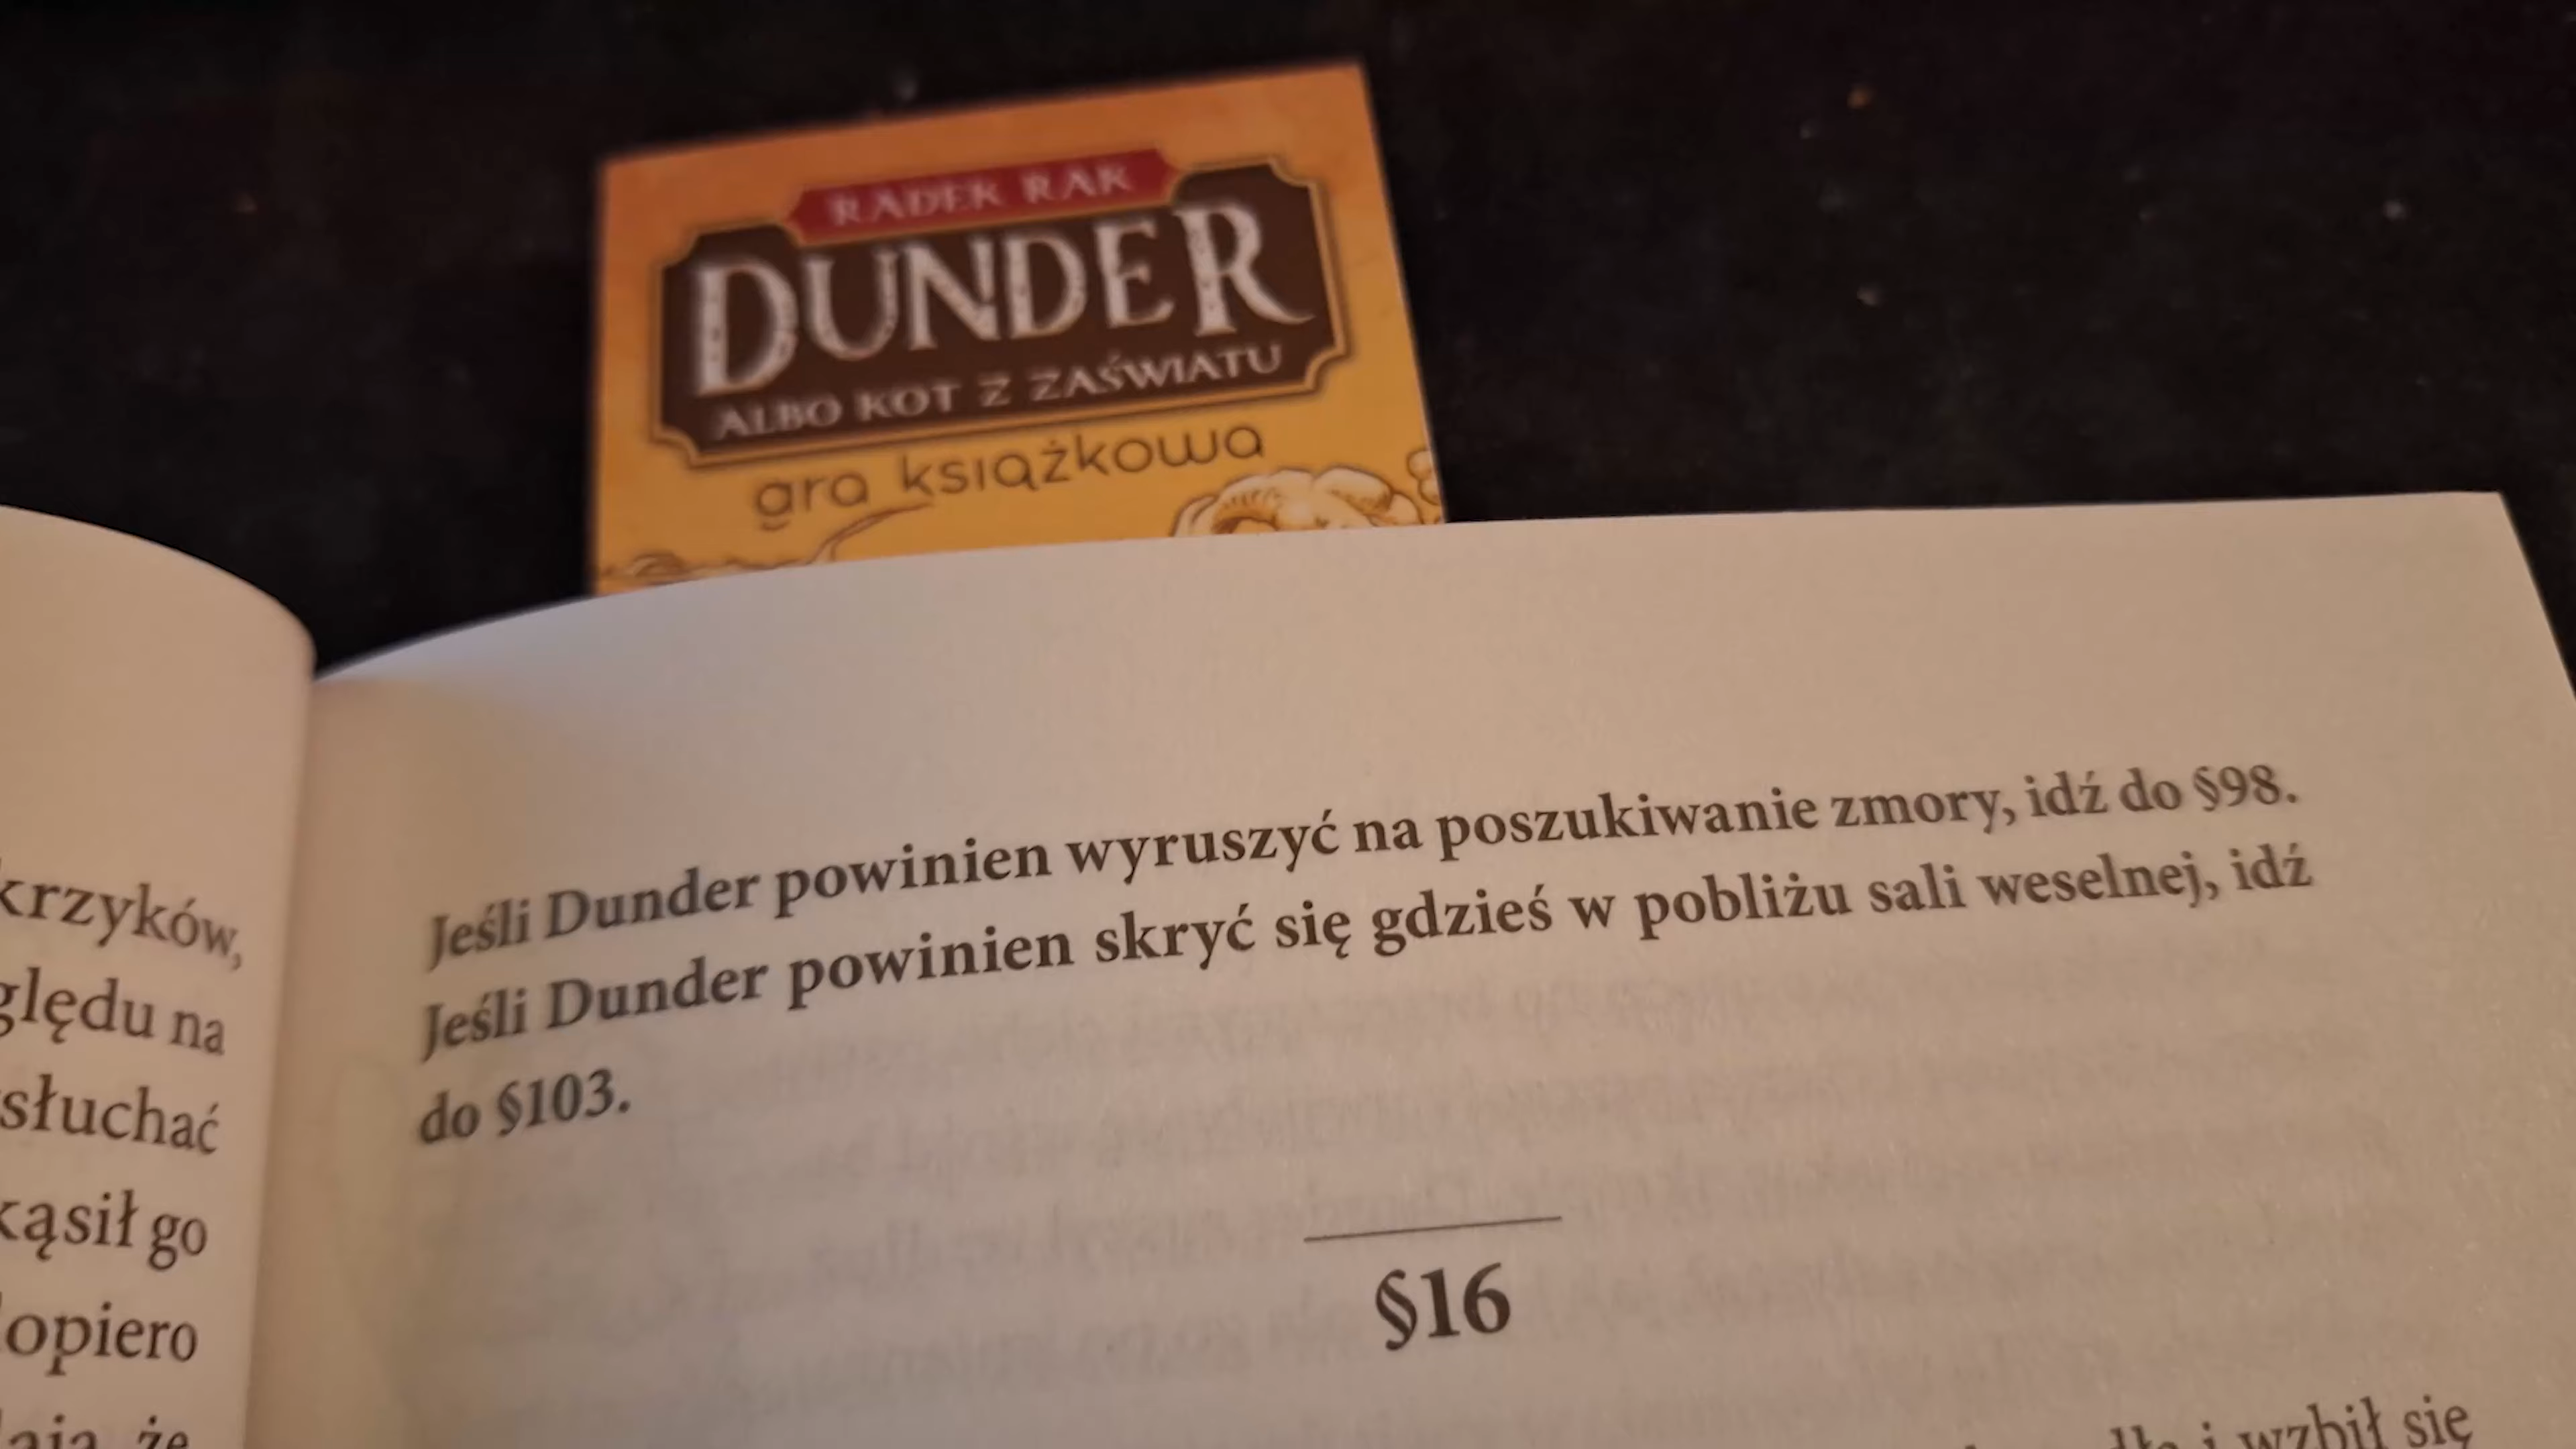 RADEK RAK
DUNDER
ALBO KOT Z ZAŚWIATU
gra książkowa
krzyków,
ględu na
słuchać
kąsił go
opiero
że
Jeśli Dunder powinien wyruszyć na poszukiwanie zmory, idź do §98.
Jeśli Dunder powinien skryć się gdzieś w pobliżu sali weselnej, idź
do §103.
§16
i wzbił się